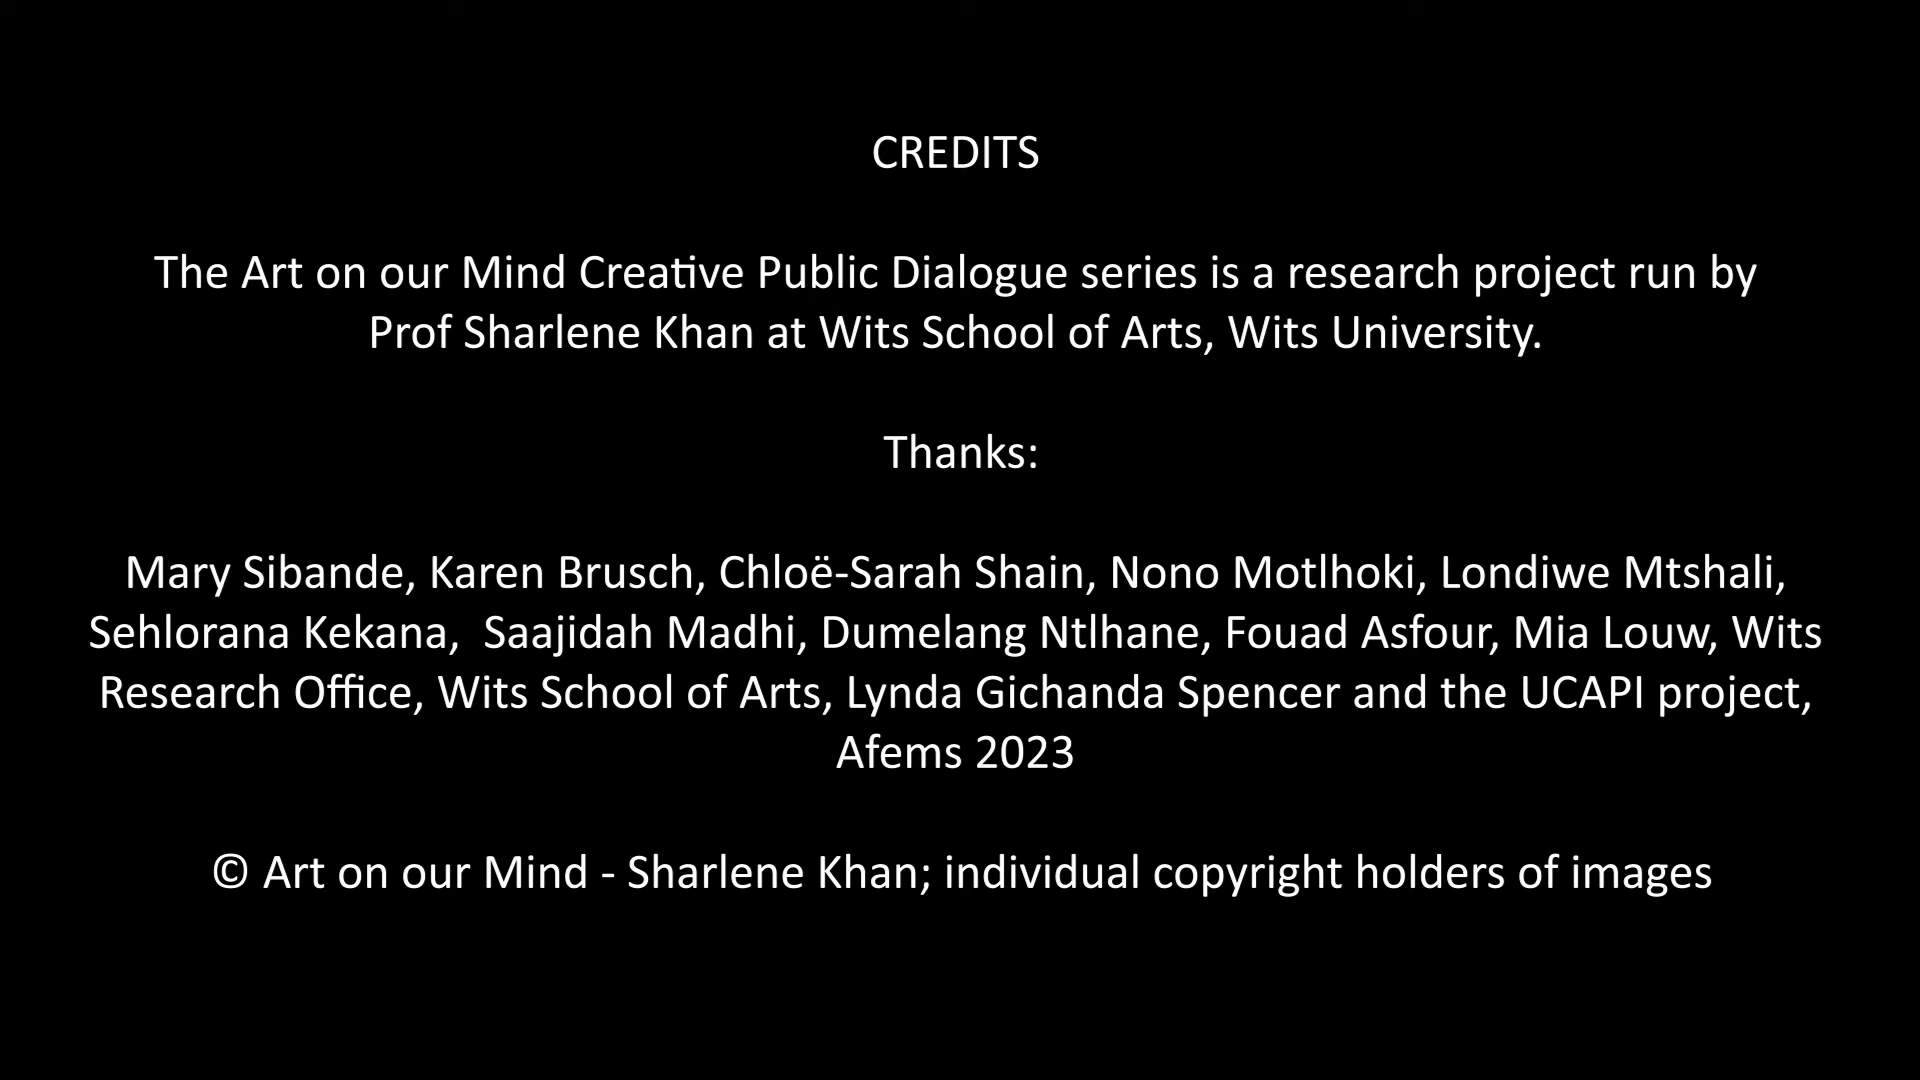 CREDITS
The Art on our Mind Creative Public Dialogue series is a research project run by
Prof Sharlene Khan at Wits School of Arts, Wits University.
Thanks:
Mary Sibande, Karen Brusch, Chloë-Sarah Shain, Nono Motlhoki, Londiwe Mtshali,
Sehlorana Kekana,  Saajidah Madhi, Dumelang Ntlhane, Fouad Asfour, Mia Louw, Wits
Research Office, Wits School of Arts, Lynda Gichanda Spencer and the UCAPI project,
Afems 2023
© Art on our Mind - Sharlene Khan; individual copyright holders of images